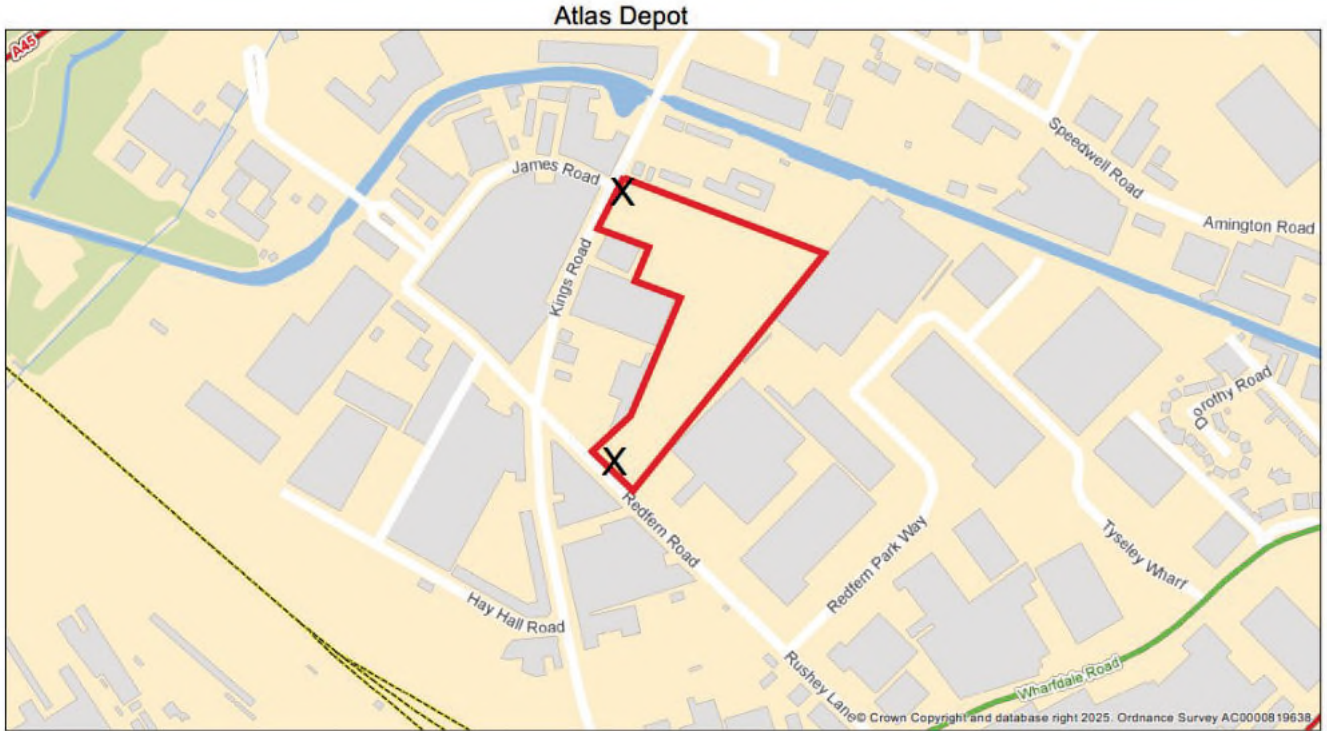 Atlas Depot
A45
James Road
Speedwell Road
Amington Road
X
Kings Road
Dorothy Road
X
Redfern Road
Redfern Park Way
Tyseley Wharf
Hay Hall Road
Rushey Lane
Wharfdale Road
© Crown Copyright and database right 2025. Ordnance Survey AC0000819638